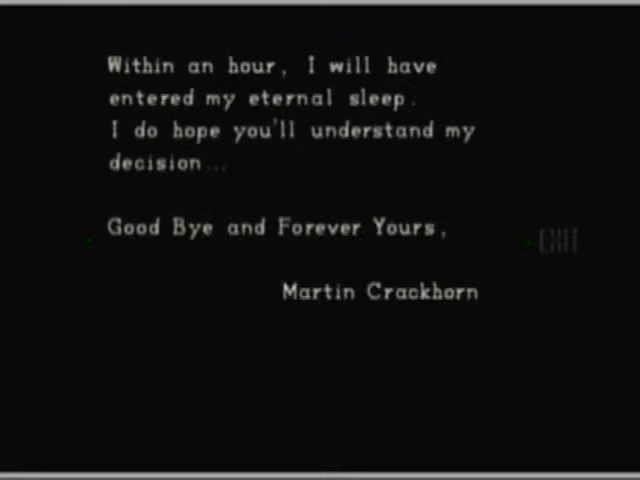 Within an hour, I will have
entered my eternal sleep.
I do hope you'll understand my
decision...
Good Bye and Forever Yours,
EXIT
Martin Crackhorn